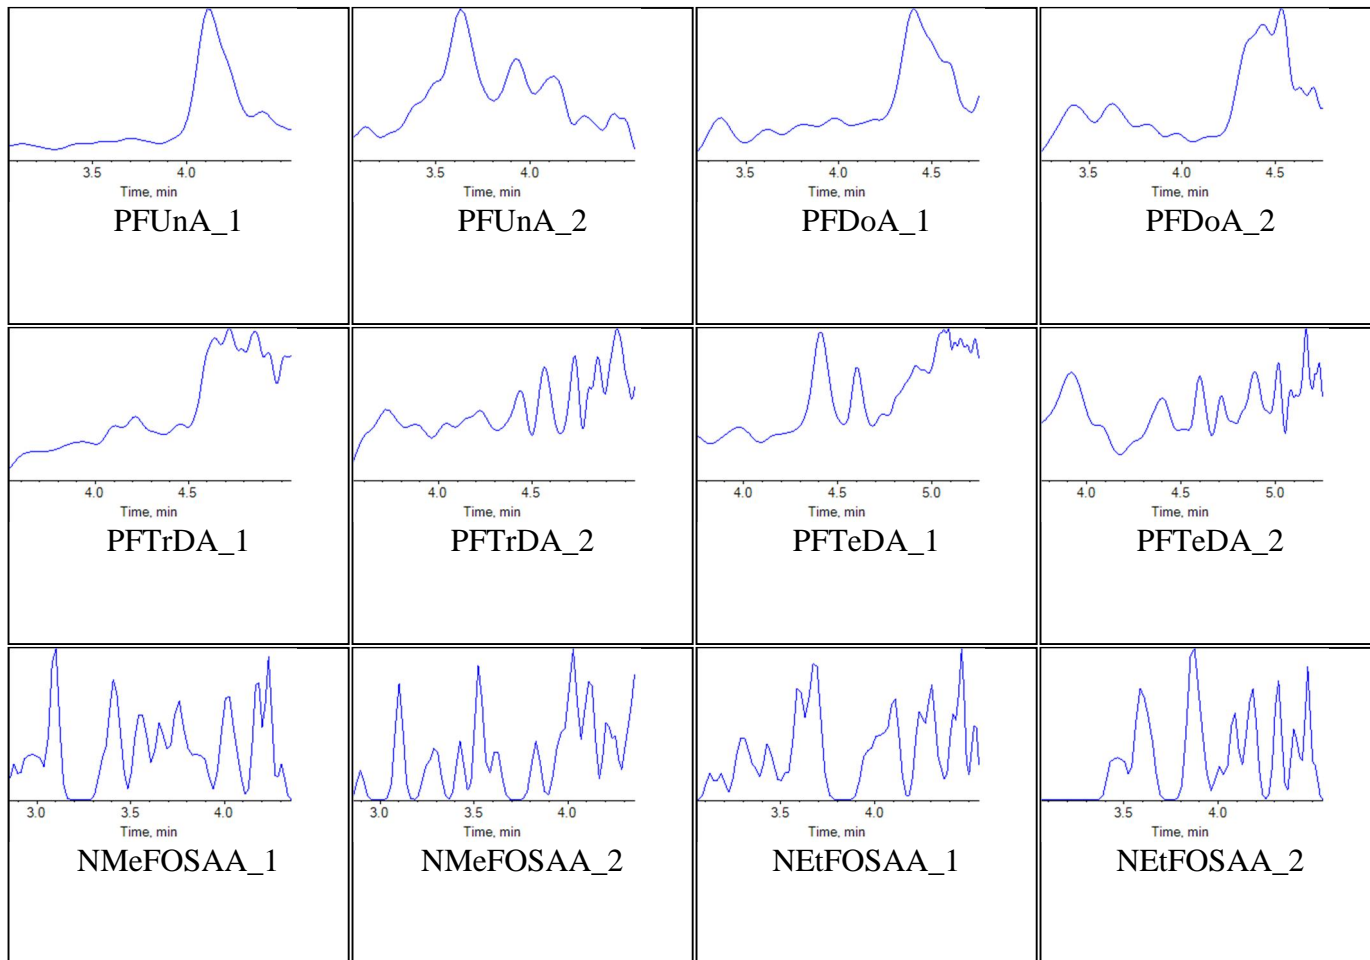 3.5 4.0
Time, min
PFUnA_1
3.5 4.0
Time, min
PFUnA_2
3.5 4.0 4.5
Time, min
PFDoA_1
3.5 4.0 4.5
Time, min
PFDoA_2
4.0 4.5
Time, min
PFTrDA_1
4.0 4.5
Time, min
PFTrDA_2
4.0 4.5 5.0
Time, min
PFTeDA_1
4.0 4.5 5.0
Time, min
PFTeDA_2
3.0 3.5 4.0
Time, min
NMeFOSAA_1
3.0 3.5 4.0
Time, min
NMeFOSAA_2
3.5 4.0
Time, min
NEtFOSAA_1
3.5 4.0
Time, min
NEtFOSAA_2